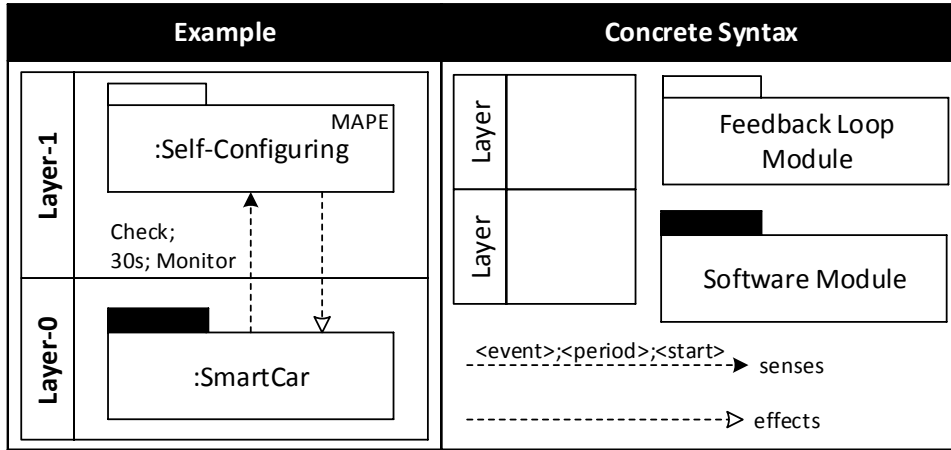 Example
Concrete Syntax
Layer-1
MAPE
:Self-Configuring
Check;
30s; Monitor
Layer-0
:SmartCar
Layer
Layer
Feedback Loop
Module
Software Module
<event>;<period>;<start>
senses
effects